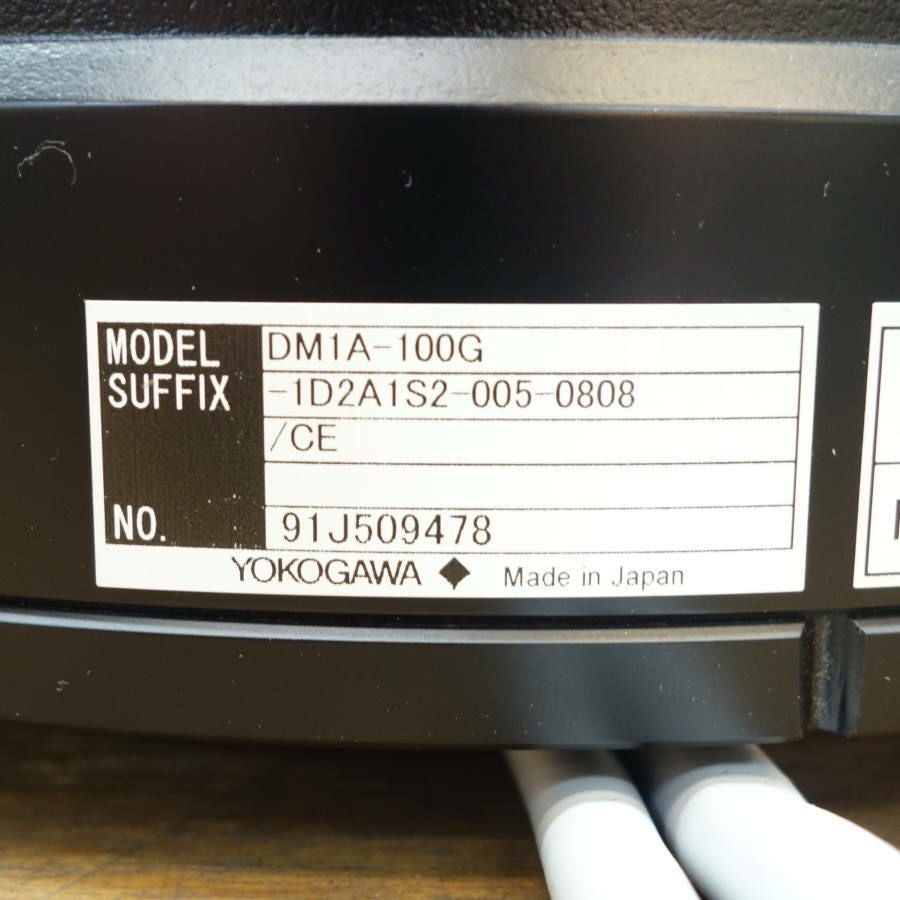 MODEL DM1A-100G
SUFFIX -1D2A1S2-005-0808
/CE
NO. 91J509478
YOKOGAWA Made in Japan